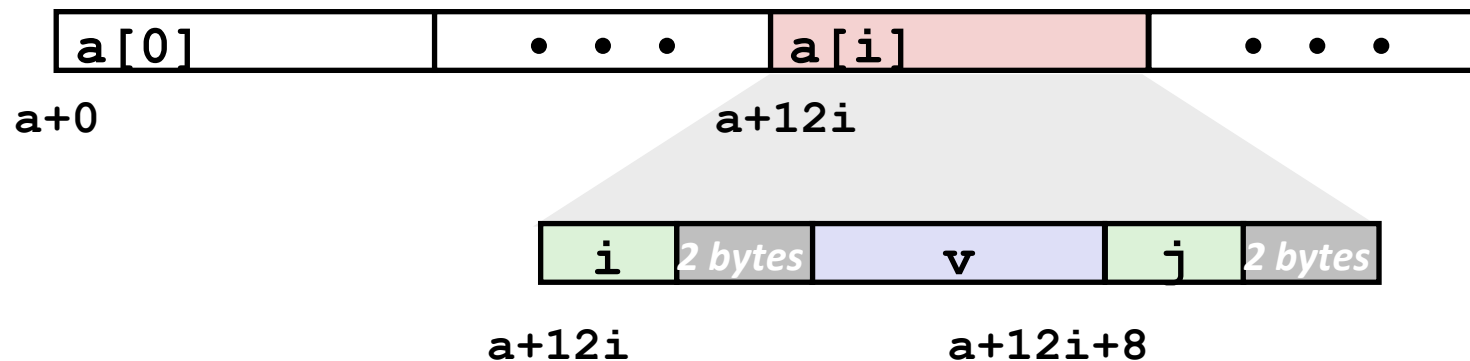 a[0] • • • a[i] • • •
a+0 a+12i
i 2 bytes v j 2 bytes
a+12i a+12i+8